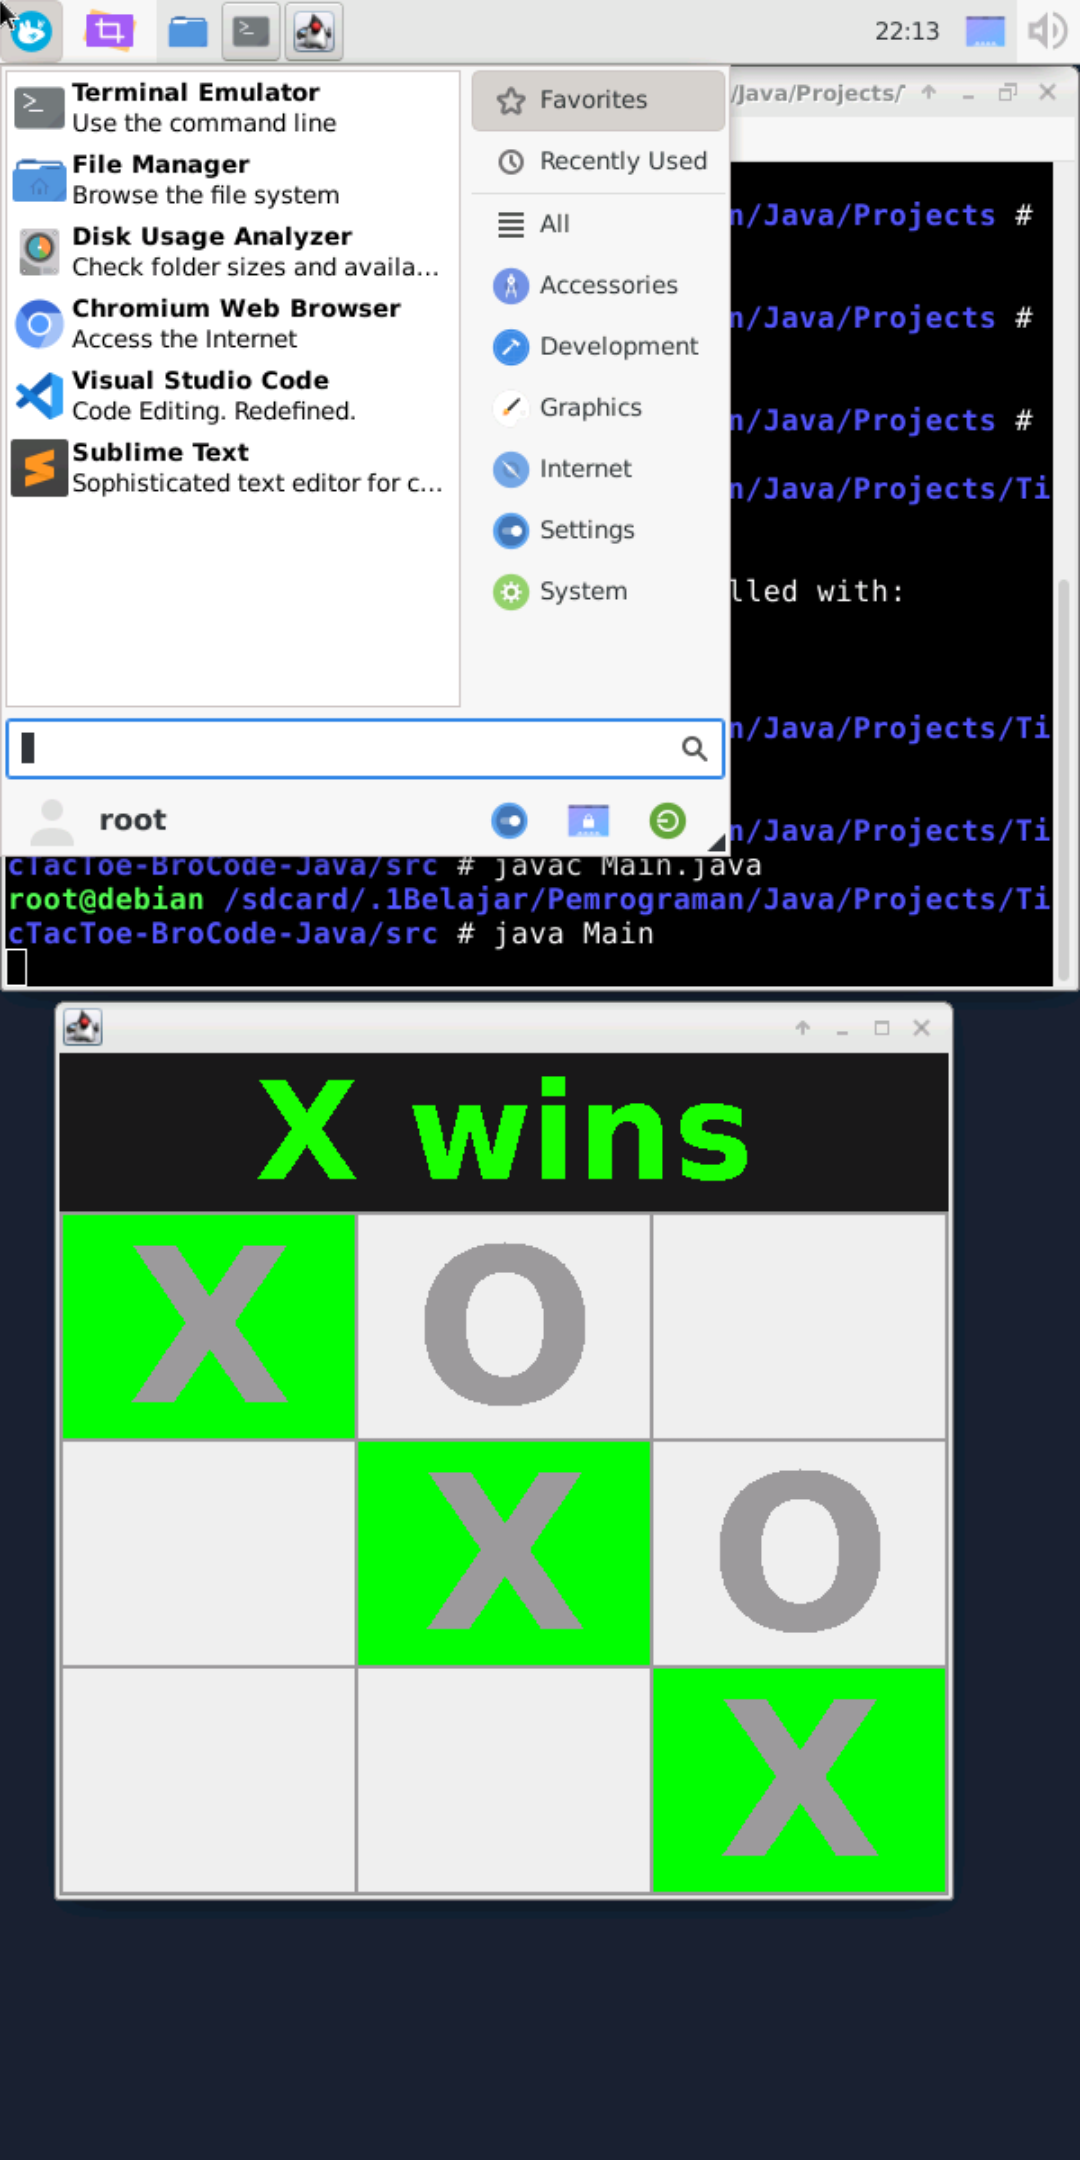 22:13
Terminal Emulator
Use the command line
File Manager
Browse the file system
Disk Usage Analyzer
Check folder sizes and availa...
Chromium Web Browser
Access the Internet
Visual Studio Code
Code Editing. Redefined.
Sublime Text
Sophisticated text editor for c...
Favorites
Recently Used
All
Accessories
Development
Graphics
Internet
Settings
System
root
/Java/Projects/
n/Java/Projects #
n/Java/Projects #
n/Java/Projects #
n/Java/Projects/Ti
lled with:
n/Java/Projects/Ti
n/Java/Projects/Ti
cTacToe-BroCode-Java/src # javac Main.java
root@debian /sdcard/.1Belajar/Pemrograman/Java/Projects/Ti
cTacToe-BroCode-Java/src # java Main
X wins
X O
X O
X